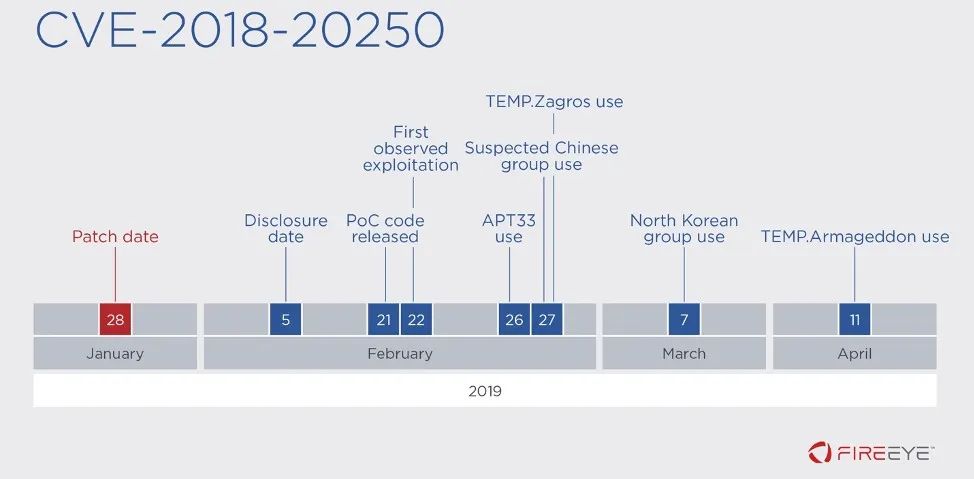 CVE-2018-20250
TEMP.Zagros use
First
observed
exploitation
Suspected Chinese
group use
Patch date
Disclosure
date
PoC code
released
APT33
use
North Korean
group use
TEMP.Armageddon use
28
5
21
22
26
27
7
11
January
February
March
April
2019
FIREEYE™